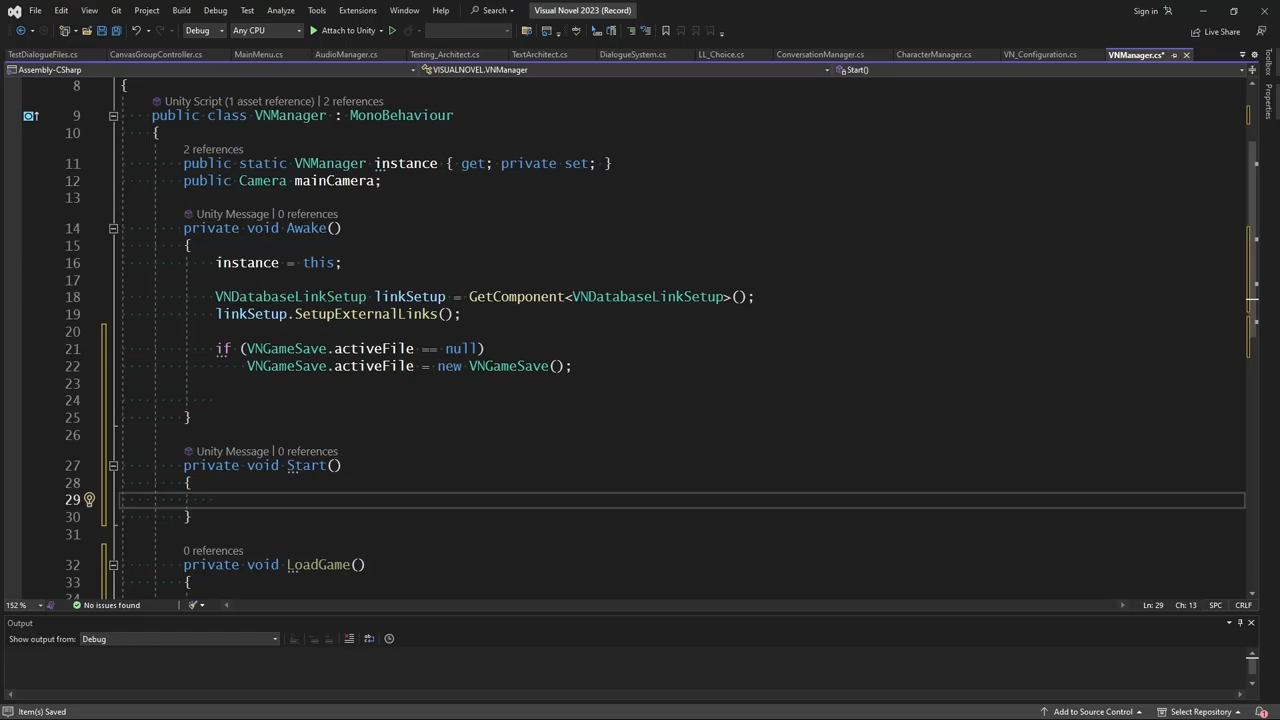 File Edit View Git Project Build Debug Test Analyze Tools Extensions Window Help Search Visual Novel 2023 (Record) Sign in
Debug Any CPU Attach to Unity Live Share
TestDialogueFiles.cs CanvasGroupController.cs MainMenu.cs AudioManager.cs Testing_Architect.cs TextArchitect.cs DialogueSystem.cs LL_Choice.cs ConversationManager.cs CharacterManager.cs VN_Configuration.cs VNManager.cs*
Assembly-CSharp VISUALNOVEL.VNManager Start()
8 {
Unity Script (1 asset reference) | 2 references
9 public class VNManager : MonoBehaviour
10 {
2 references
11 public static VNManager instance { get; private set; }
12 public Camera mainCamera;
13
Unity Message | 0 references
14 private void Awake()
15 {
16 instance = this;
17
18 VNDatabaseLinkSetup linkSetup = GetComponent<VNDatabaseLinkSetup>();
19 linkSetup.SetupExternalLinks();
20
21 if (VNGameSave.activeFile == null)
22 VNGameSave.activeFile = new VNGameSave();
23
24
25 }
26
Unity Message | 0 references
27 private void Start()
28 {
29
30 }
31
0 references
32 private void LoadGame()
33 {
34
152 % No issues found Ln: 29 Ch: 13 SPC CRLF
Output
Show output from: Debug
Item(s) Saved Add to Source Control Select Repository 1
Toolbox
Properties